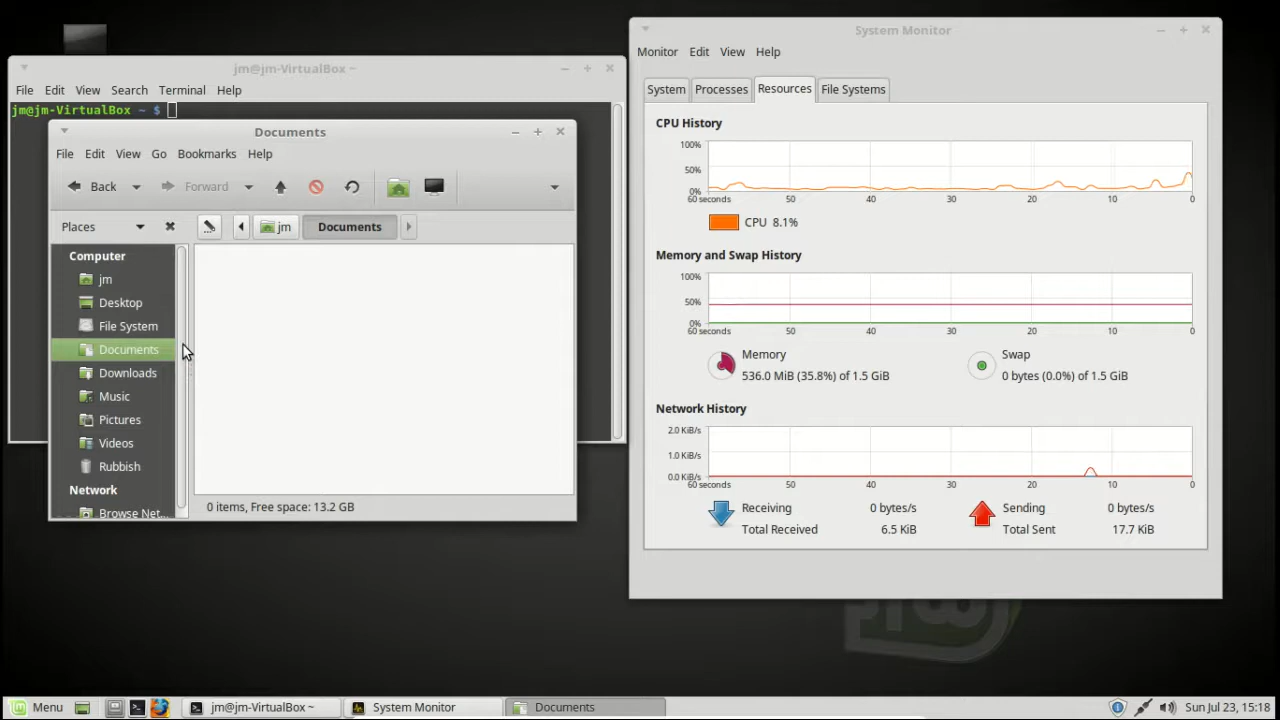 jm@jm-VirtualBox ~
File Edit View Search Terminal Help
jm@jm-VirtualBox ~ $
Documents
File Edit View Go Bookmarks Help
Back Forward
Places
jm Documents
Computer
jm
Desktop
File System
Documents
Downloads
Music
Pictures
Videos
Rubbish
Network
Browse Net...
0 items, Free space: 13.2 GB
System Monitor
Monitor Edit View Help
System Processes Resources File Systems
CPU History
100%
50%
0%
60 seconds 50 40 30 20 10 0
CPU 8.1%
Memory and Swap History
100%
50%
0%
60 seconds 50 40 30 20 10 0
Memory
536.0 MiB (35.8%) of 1.5 GiB
Swap
0 bytes (0.0%) of 1.5 GiB
Network History
2.0 KiB/s
1.0 KiB/s
0.0 KiB/s
60 seconds 50 40 30 20 10 0
Receiving 0 bytes/s
Total Received 6.5 KiB
Sending 0 bytes/s
Total Sent 17.7 KiB
Menu jm@jm-VirtualBox ~ System Monitor Documents Sun Jul 23, 15:18